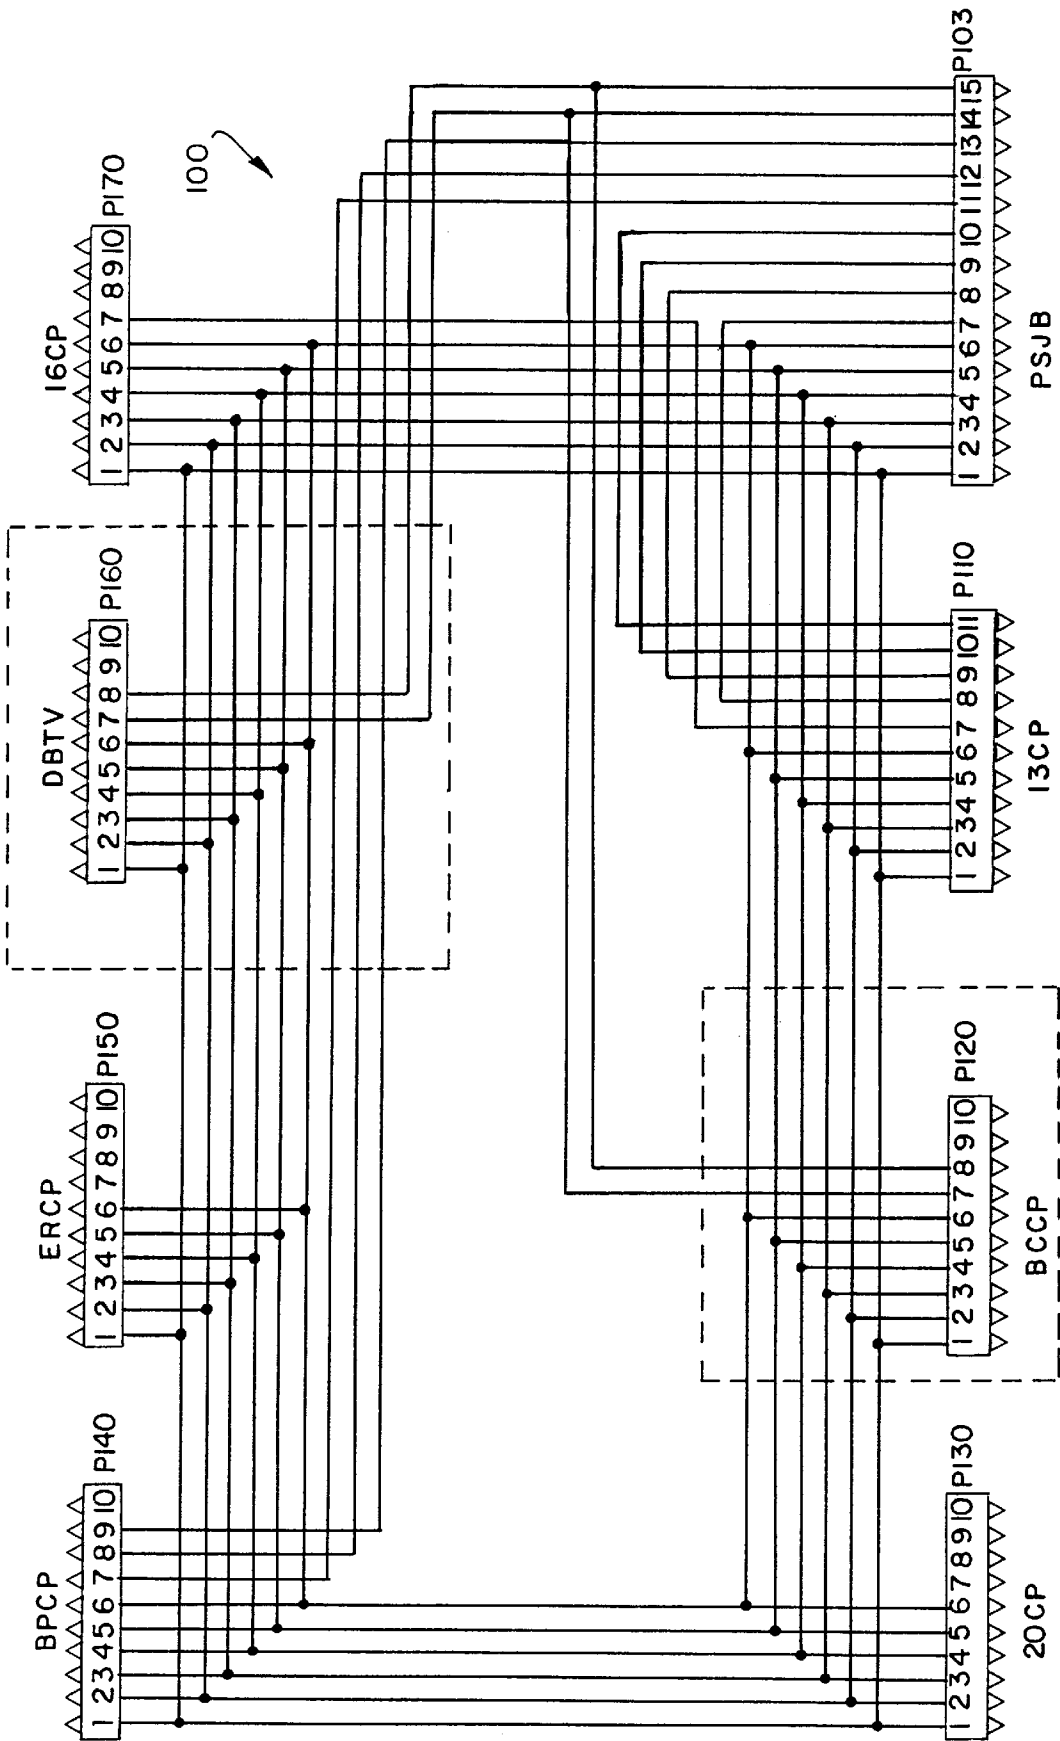 100
16CP
1 2 3 4 5 6 7 8 9 10 P170
DBTV
1 2 3 4 5 6 7 8 9 10 P160
ERCP
1 2 3 4 5 6 7 8 9 10 P150
BPCP
1 2 3 4 5 6 7 8 9 10 P140
1 2 3 4 5 6 7 8 9 10 11 12 13 14 15 P103
PSJB
1 2 3 4 5 6 7 8 9 10 11 P110
13CP
1 2 3 4 5 6 7 8 9 10 P120
BCCP
1 2 3 4 5 6 7 8 9 10 P130
20CP